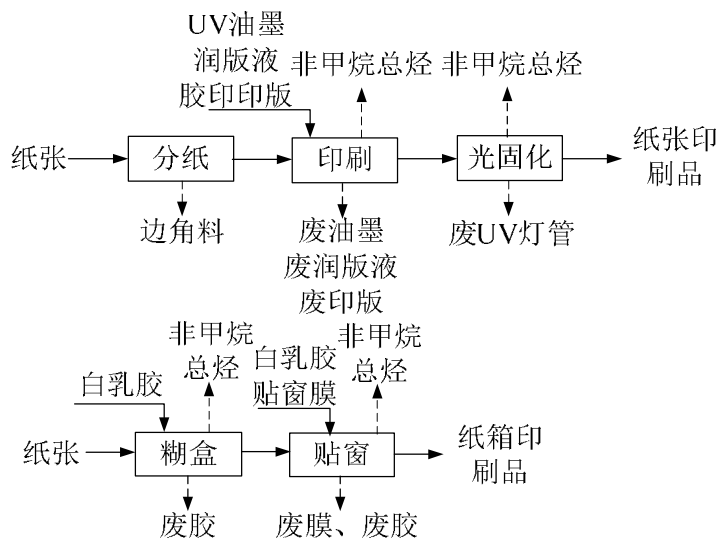 UV油墨
润版液
胶印印版
非甲烷总烃
非甲烷总烃
纸张
分纸
印刷
光固化
纸张印
刷品
边角料
废油墨
废润版液
废印版
废UV灯管
非甲烷
总烃
非甲烷
总烃
白乳胶
白乳胶
贴窗膜
纸张
糊盒
贴窗
纸箱印
刷品
废胶
废膜、废胶